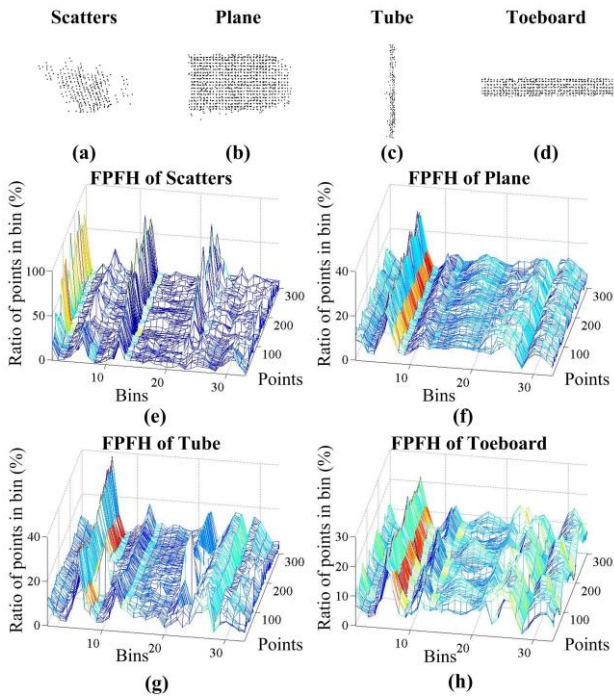 Scatters Plane Tube Toeboard
(a) (b) (c) (d)
FPFH of Scatters
Ratio of points in bin (%)
100
50
0
10 20 30
Bins
100 200 300
Points
(e)
FPFH of Plane
Ratio of points in bin (%)
40
20
0
10 20 30
Bins
100 200 300
Points
(f)
FPFH of Tube
Ratio of points in bin (%)
40
20
0
10 20 30
Bins
100 200 300
Points
(g)
FPFH of Toeboard
Ratio of points in bin (%)
30
20
10
0
10 20 30
Bins
100 200 300
Points
(h)